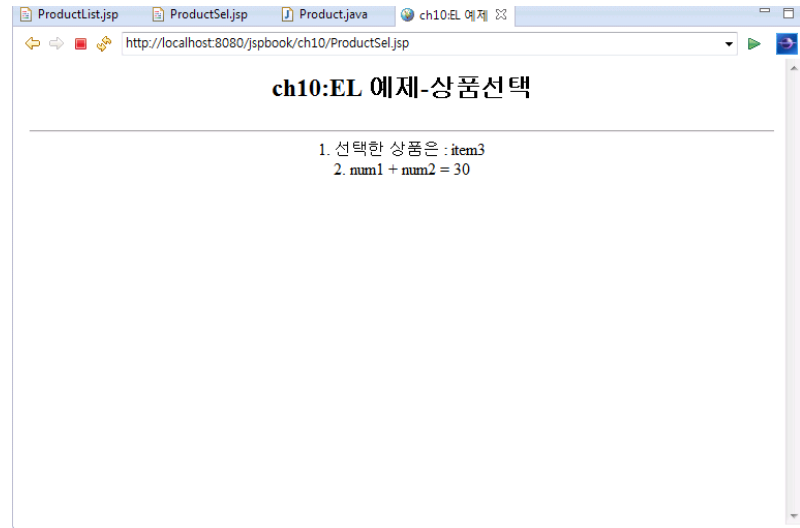 ProductList.jsp ProductSel.jsp Product.java ch10:EL 예제
http://localhost:8080/jspbook/ch10/ProductSel.jsp
ch10:EL 예제-상품선택
1. 선택한 상품은 : item3
2. num1 + num2 = 30